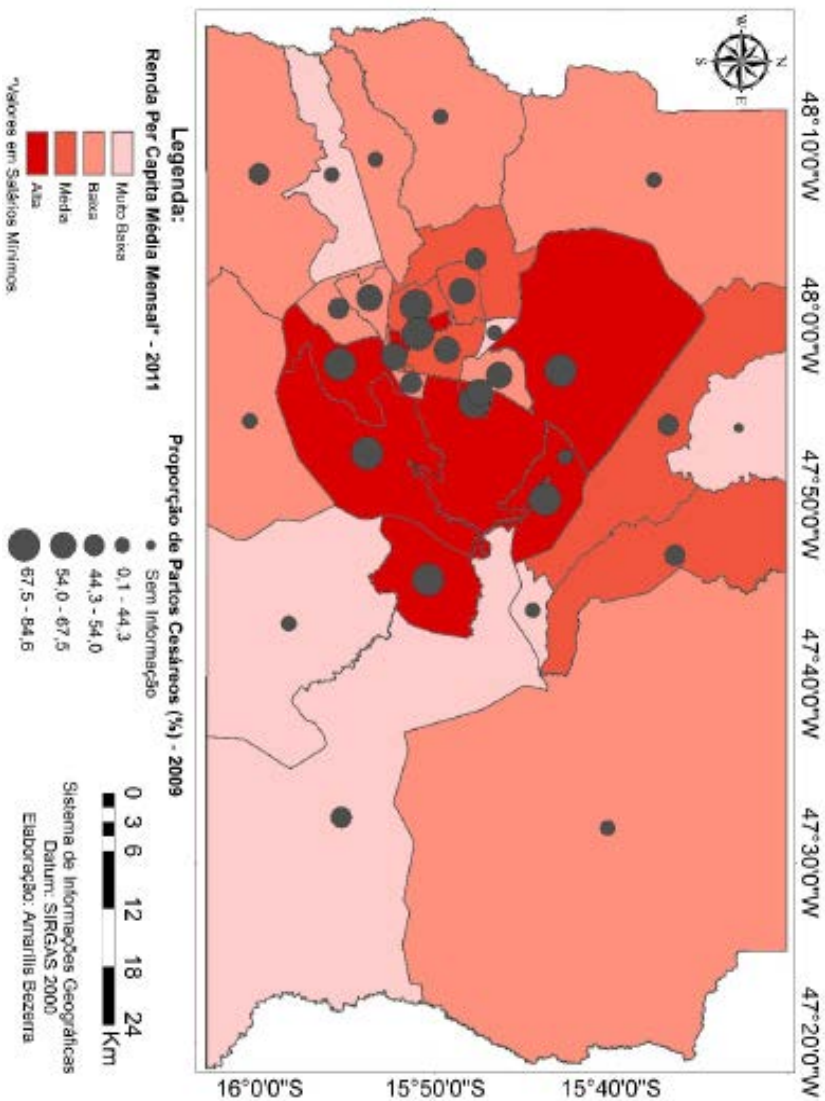 W
N
S
E
48°10'0"W
48°0'0"W
47°50'0"W
47°40'0"W
47°30'0"W
47°20'0"W
15°40'0"S
15°50'0"S
16°0'0"S
Legenda:
Renda Per Capita Média Mensal* - 2011
Muito Baixa
Baixa
Média
Alta
*Valores em Salários Mínimos.
Proporção de Partos Cesáreos (%) - 2009
Sem Informação
0,1 - 44,3
44,3 - 54,0
54,0 - 67,5
67,5 - 84,6
0 3 6 12 18 24
Km
Sistema de Informações Geográficas
Datum: SIRGAS 2000
Elaboração: Amarílis Bezerra